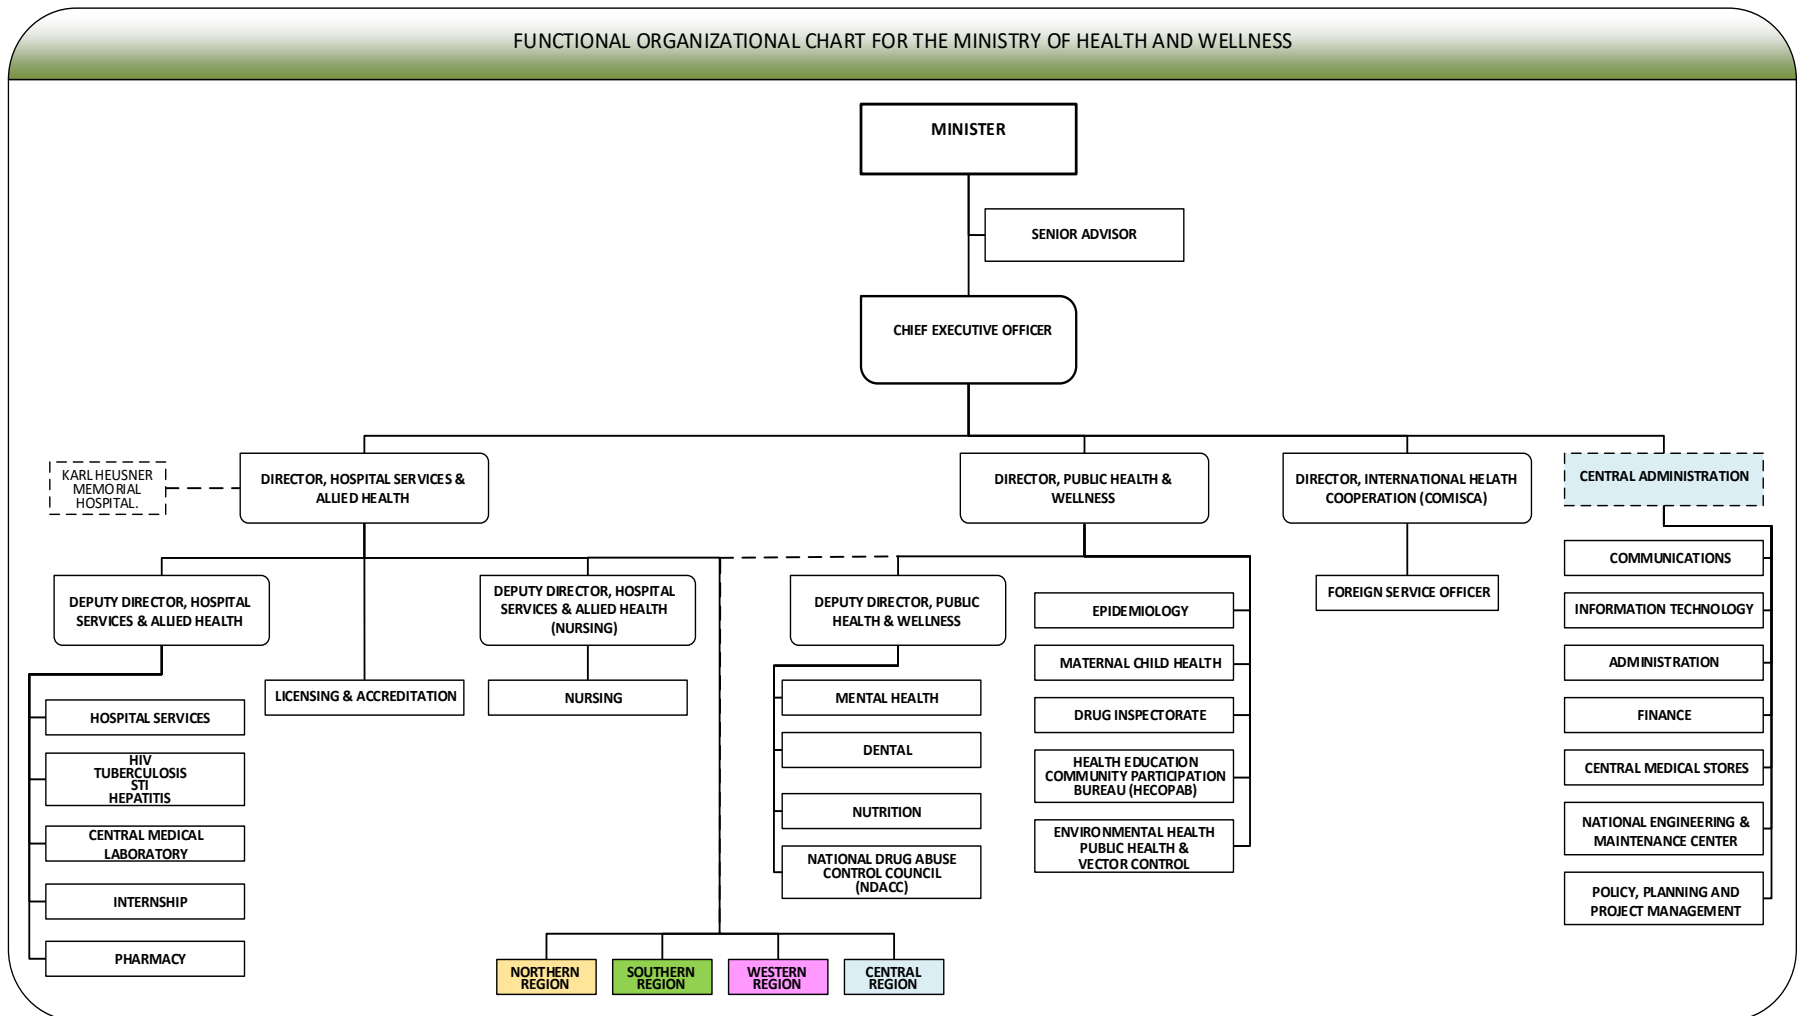 FUNCTIONAL ORGANIZATIONAL CHART FOR THE MINISTRY OF HEALTH AND WELLNESS
MINISTER
SENIOR ADVISOR
CHIEF EXECUTIVE OFFICER
KARL HEUSNER
MEMORIAL
HOSPITAL.
DIRECTOR, HOSPITAL SERVICES &
ALLIED HEALTH
DIRECTOR, PUBLIC HEALTH &
WELLNESS
DIRECTOR, INTERNATIONAL HELATH
COOPERATION (COMISCA)
CENTRAL ADMINISTRATION
DEPUTY DIRECTOR, HOSPITAL
SERVICES & ALLIED HEALTH
LICENSING & ACCREDITATION
DEPUTY DIRECTOR, HOSPITAL
SERVICES & ALLIED HEALTH
(NURSING)
NURSING
DEPUTY DIRECTOR, PUBLIC
HEALTH & WELLNESS
HOSPITAL SERVICES
HIV
TUBERCULOSIS
STI
HEPATITIS
CENTRAL MEDICAL
LABORATORY
INTERNSHIP
PHARMACY
MENTAL HEALTH
DENTAL
NUTRITION
NATIONAL DRUG ABUSE
CONTROL COUNCIL
(NDACC)
EPIDEMIOLOGY
MATERNAL CHILD HEALTH
DRUG INSPECTORATE
HEALTH EDUCATION
COMMUNITY PARTICIPATION
BUREAU (HECOPAB)
ENVIRONMENTAL HEALTH
PUBLIC HEALTH &
VECTOR CONTROL
FOREIGN SERVICE OFFICER
COMMUNICATIONS
INFORMATION TECHNOLOGY
ADMINISTRATION
FINANCE
CENTRAL MEDICAL STORES
NATIONAL ENGINEERING &
MAINTENANCE CENTER
POLICY, PLANNING AND
PROJECT MANAGEMENT
NORTHERN
REGION
SOUTHERN
REGION
WESTERN
REGION
CENTRAL
REGION